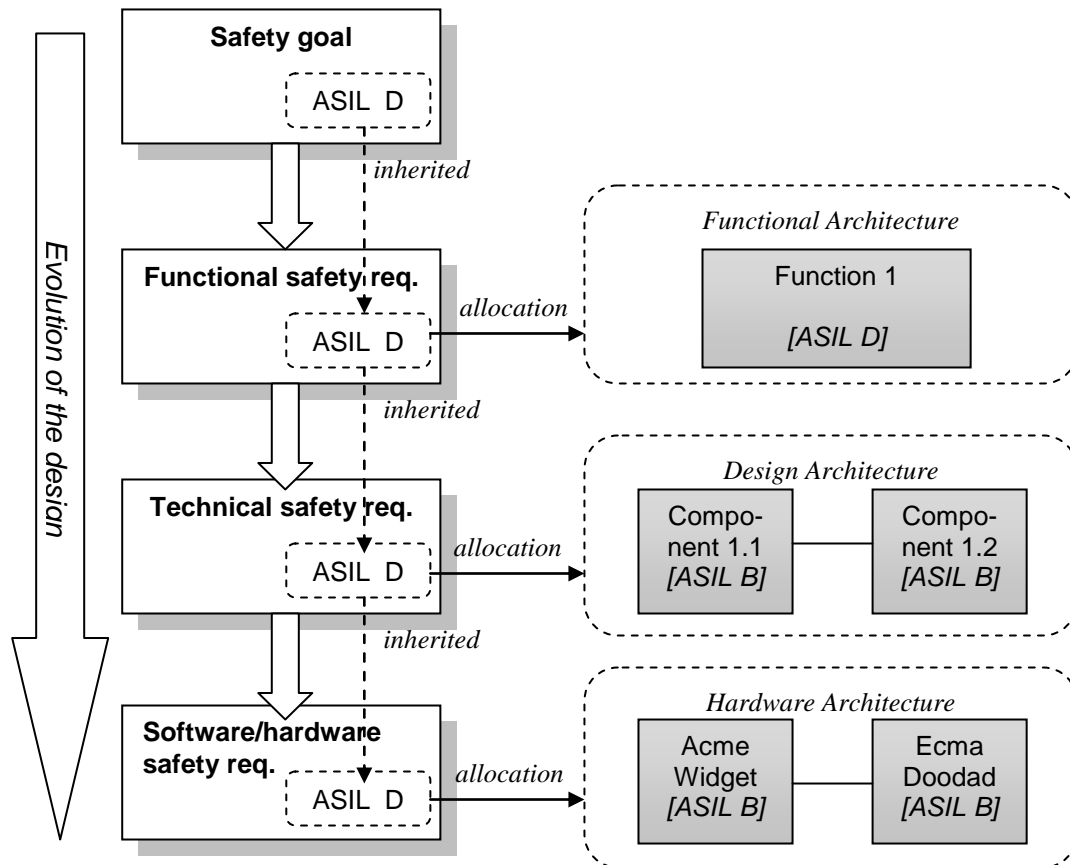 Safety goal
ASIL D
inherited
Functional safety req.
ASIL D
allocation
Functional Architecture
Function 1
[ASIL D]
inherited
Technical safety req.
ASIL D
allocation
Design Architecture
Compo-
nent 1.1
[ASIL B]
Compo-
nent 1.2
[ASIL B]
inherited
Software/hardware
safety req.
ASIL D
allocation
Hardware Architecture
Acme
Widget
[ASIL B]
Ecma
Doodad
[ASIL B]
Evolution of the desian